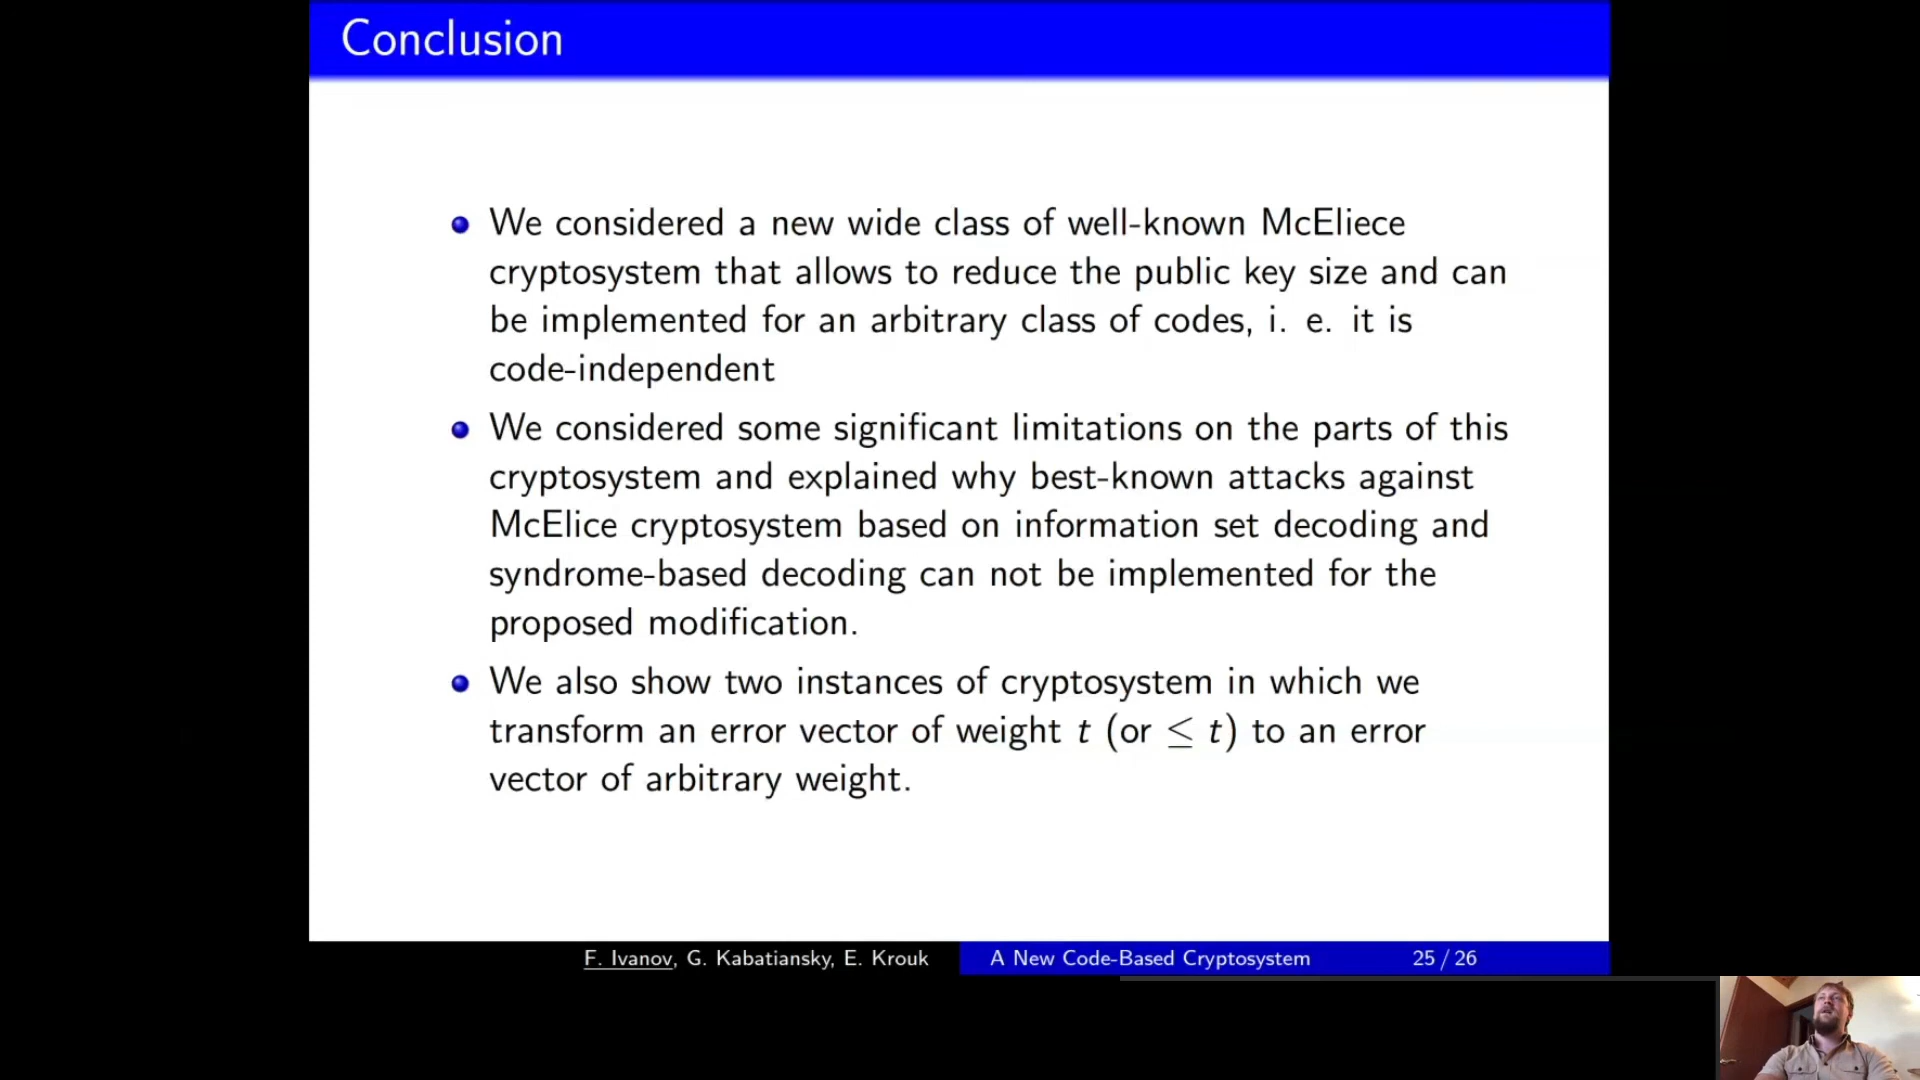 Conclusion
We considered a new wide class of well-known McEliece
cryptosystem that allows to reduce the public key size and can
be implemented for an arbitrary class of codes, i. e. it is
code-independent
We considered some significant limitations on the parts of this
cryptosystem and explained why best-known attacks against
McElice cryptosystem based on information set decoding and
syndrome-based decoding can not be implemented for the
proposed modification.
We also show two instances of cryptosystem in which we
transform an error vector of weight t (or ≤ t) to an error
vector of arbitrary weight.
F. Ivanov, G. Kabatiansky, E. Krouk A New Code-Based Cryptosystem 25 / 26